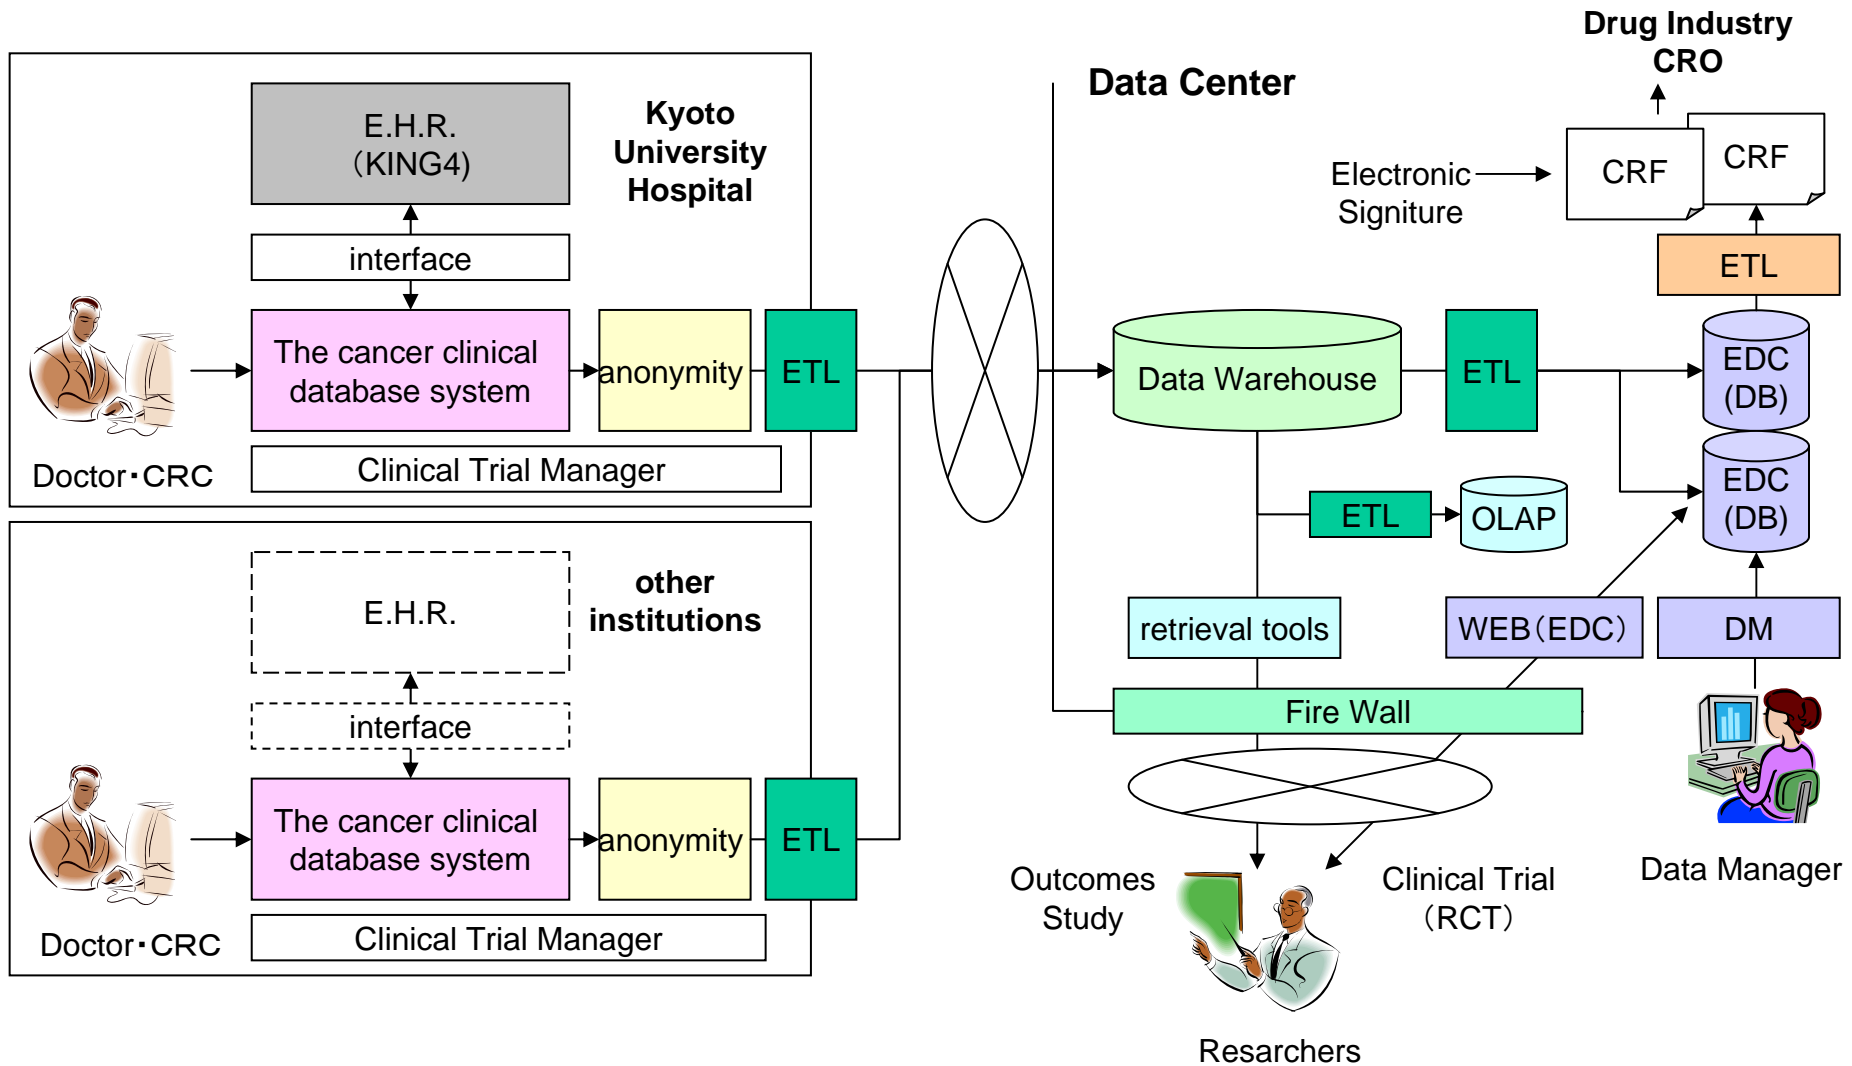 Drug Industry
CRO
Data Center
Kyoto
University
Hospital
E.H.R.
（KING4)
interface
The cancer clinical
database system
anonymity
ETL
Doctor・CRC
Clinical Trial Manager
other
institutions
E.H.R.
interface
The cancer clinical
database system
anonymity
ETL
Doctor・CRC
Clinical Trial Manager
Electronic
Signiture
CRF
CRF
ETL
Data Warehouse
ETL
EDC
(DB)
EDC
(DB)
ETL
OLAP
retrieval tools
WEB（EDC）
DM
Fire Wall
Data Manager
Outcomes
Study
Clinical Trial
（RCT）
Resarchers